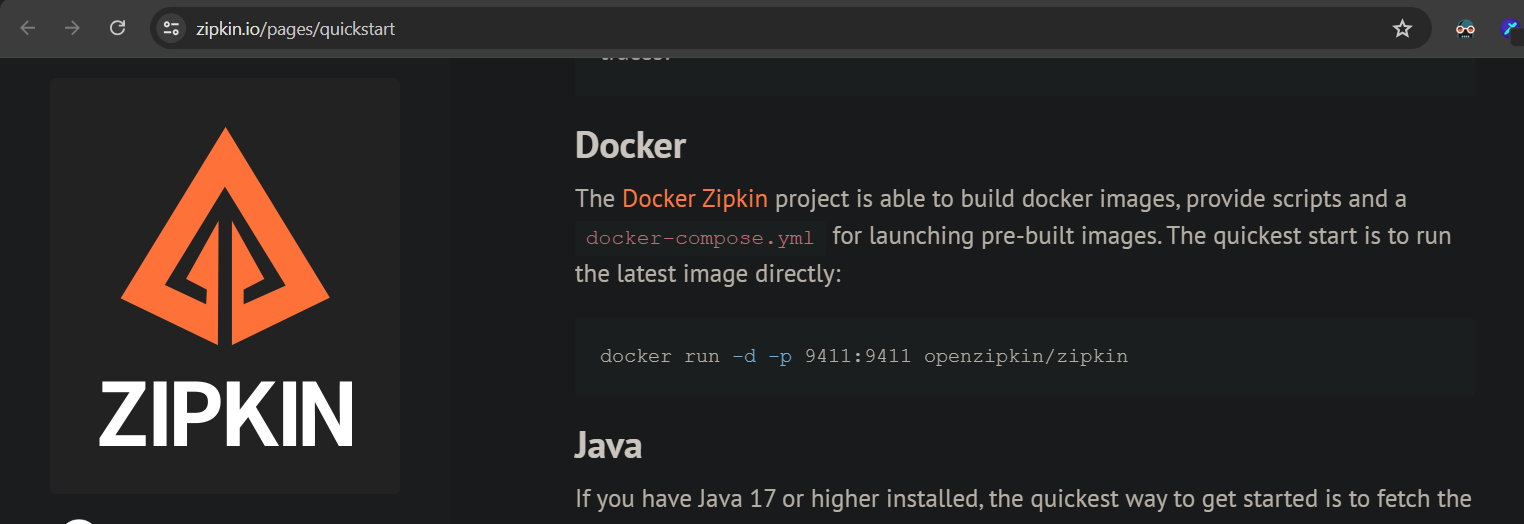 zipkin.io/pages/quickstart
ZIPKIN
Docker
The Docker Zipkin project is able to build docker images, provide scripts and a
docker-compose.yml for launching pre-built images. The quickest start is to run
the latest image directly:
docker run -d -p 9411:9411 openzipkin/zipkin
Java
If you have Java 17 or higher installed, the quickest way to get started is to fetch the